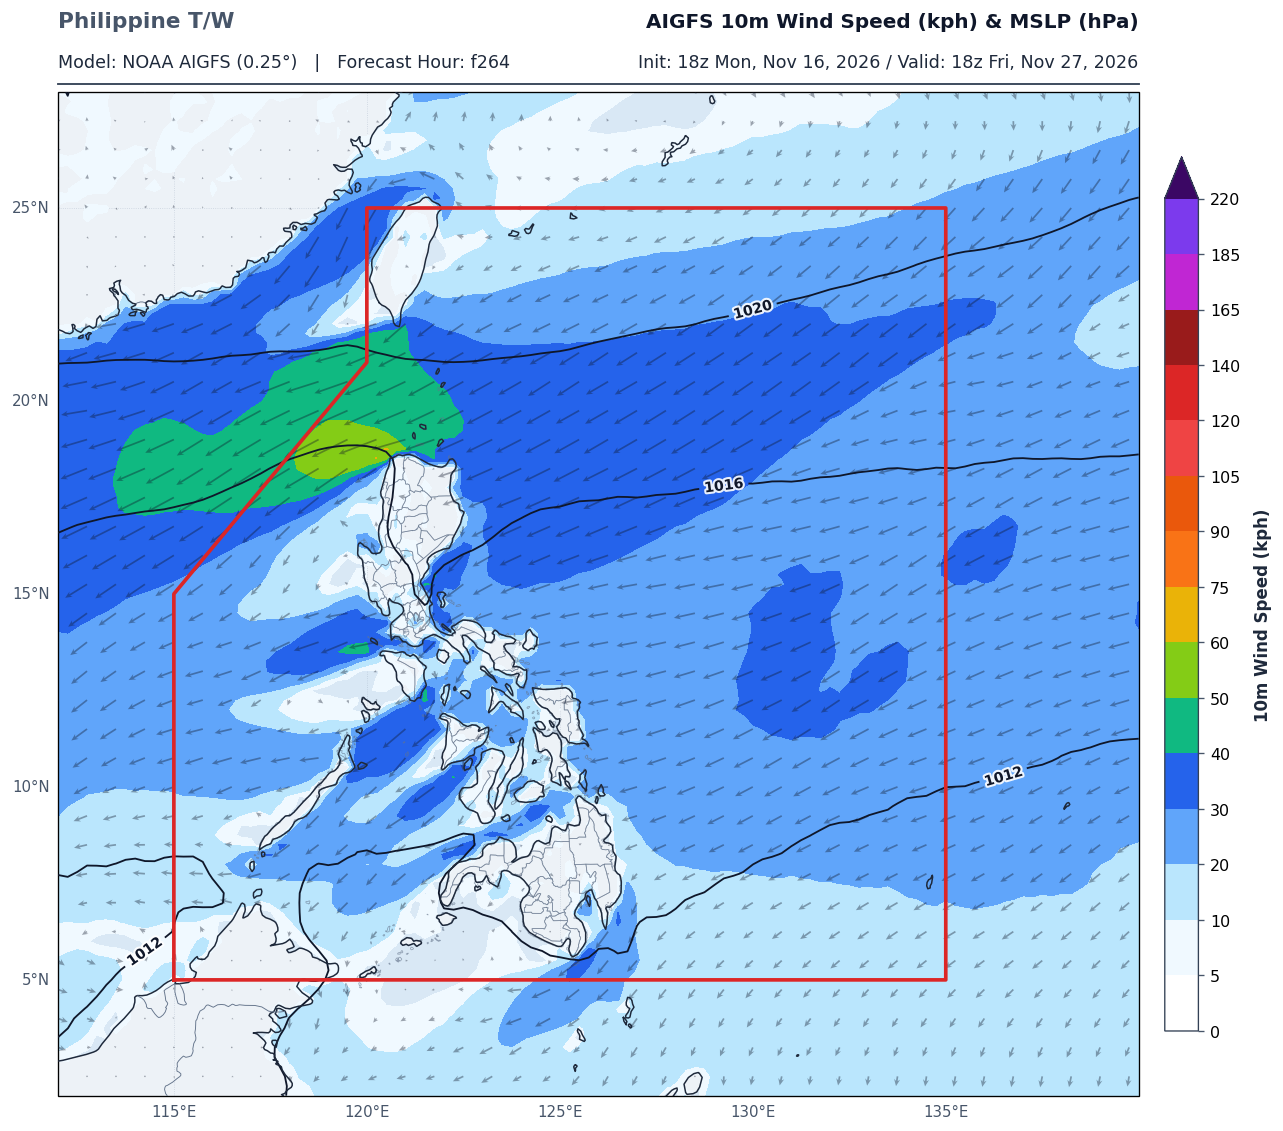 Philippine T/W
AIGFS 10m Wind Speed (kph) & MSLP (hPa)
Model: NOAA AIGFS (0.25°) | Forecast Hour: f264
Init: 18z Mon, Nov 16, 2026 / Valid: 18z Fri, Nov 27, 2026
25°N
20°N
15°N
10°N
5°N
115°E
120°E
125°E
130°E
135°E
1020
1016
1012
1012
220
185
165
140
120
105
90
75
60
50
40
30
20
10
5
0
10m Wind Speed (kph)